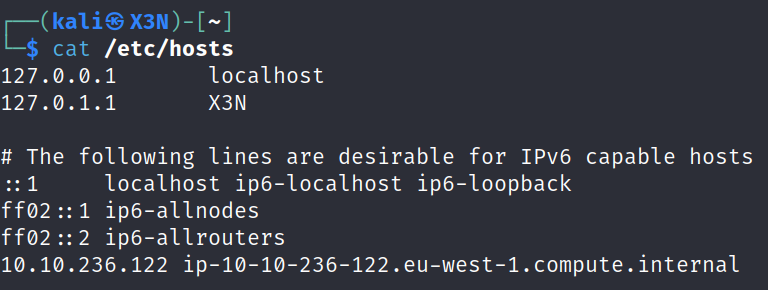 ┌──(kali㉿X3N)-[~]
└─$ cat /etc/hosts
127.0.0.1       localhost
127.0.1.1       X3N

# The following lines are desirable for IPv6 capable hosts
::1     localhost ip6-localhost ip6-loopback
ff02::1 ip6-allnodes
ff02::2 ip6-allrouters
10.10.236.122 ip-10-10-236-122.eu-west-1.compute.internal